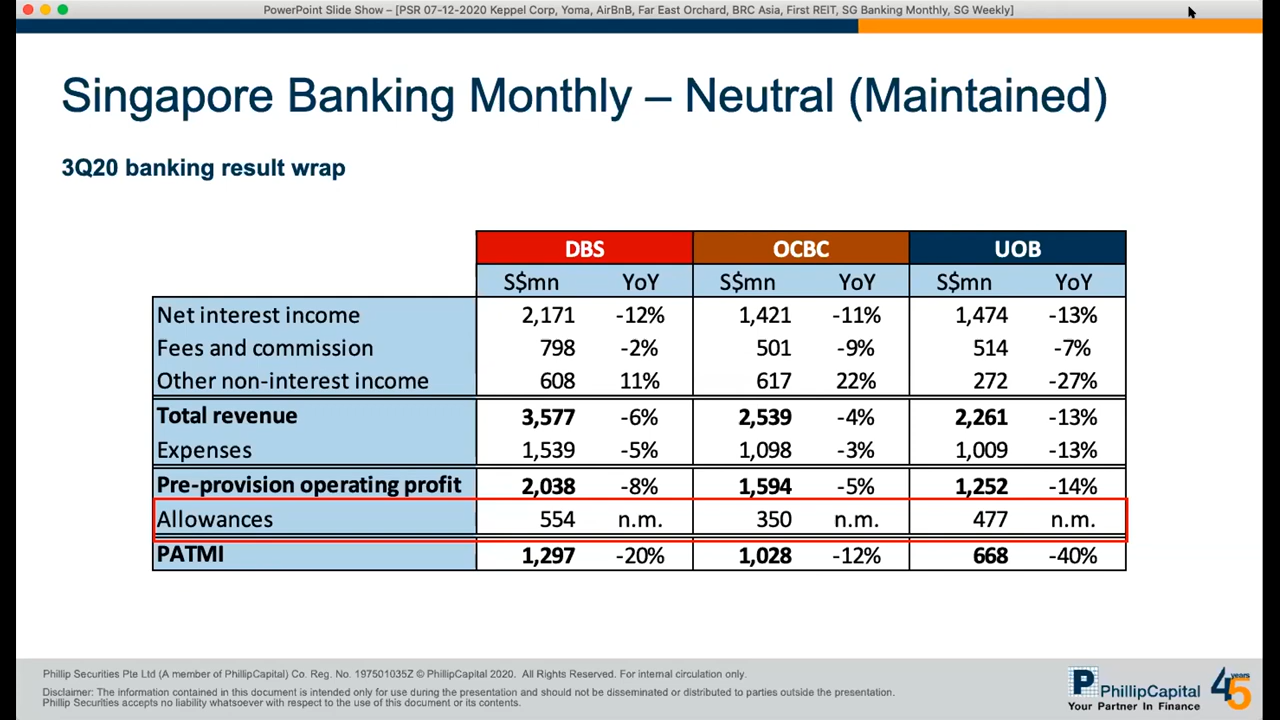 PowerPoint Slide Show – [PSR 07-12-2020 Keppel Corp, Yoma, AirBnB, Far East Orchard, BRC Asia, First REIT, SG Banking Monthly, SG Weekly]
Singapore Banking Monthly – Neutral (Maintained)
3Q20 banking result wrap
DBS OCBC UOB
S$mn YoY S$mn YoY S$mn YoY
Net interest income 2,171 -12% 1,421 -11% 1,474 -13%
Fees and commission 798 -2% 501 -9% 514 -7%
Other non-interest income 608 11% 617 22% 272 -27%
Total revenue 3,577 -6% 2,539 -4% 2,261 -13%
Expenses 1,539 -5% 1,098 -3% 1,009 -13%
Pre-provision operating profit 2,038 -8% 1,594 -5% 1,252 -14%
Allowances 554 n.m. 350 n.m. 477 n.m.
PATMI 1,297 -20% 1,028 -12% 668 -40%
Phillip Securities Pte Ltd (A member of PhillipCapital) Co. Reg. No. 197501035Z © PhillipCapital 2020. All Rights Reserved. For internal circulation only.
Disclaimer: The information contained in this document is intended only for use during the presentation and should not be disseminated or distributed to parties outside the presentation.
Phillip Securities accepts no liability whatsoever with respect to the use of this document or its contents.
P PhillipCapital
Your Partner In Finance
45 years